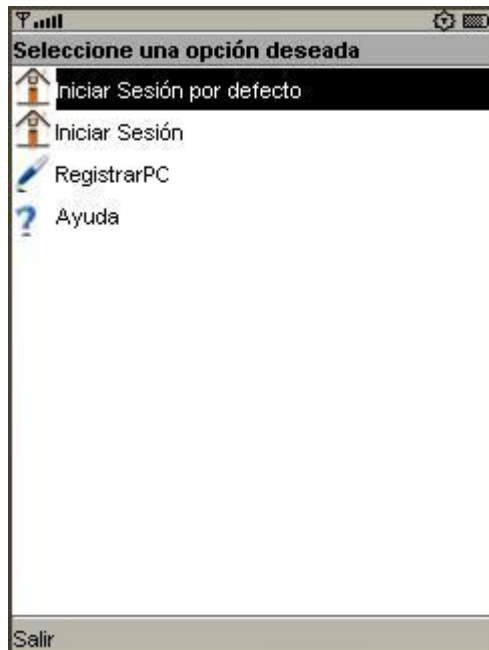 Seleccione una opción deseada
Iniciar Sesión por defecto
Iniciar Sesión
RegistrarPC
Ayuda
Salir